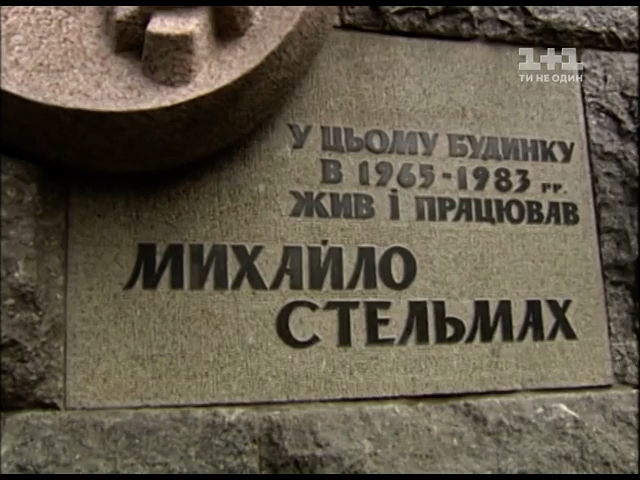 1+1
ТИ НЕ ОДИН
У ЦЬОМУ БУДИНКУ
В 1965-1983 РР.
ЖИВ І ПРАЦЮВАВ
МИХАЙЛО
СТЕЛЬМАХ